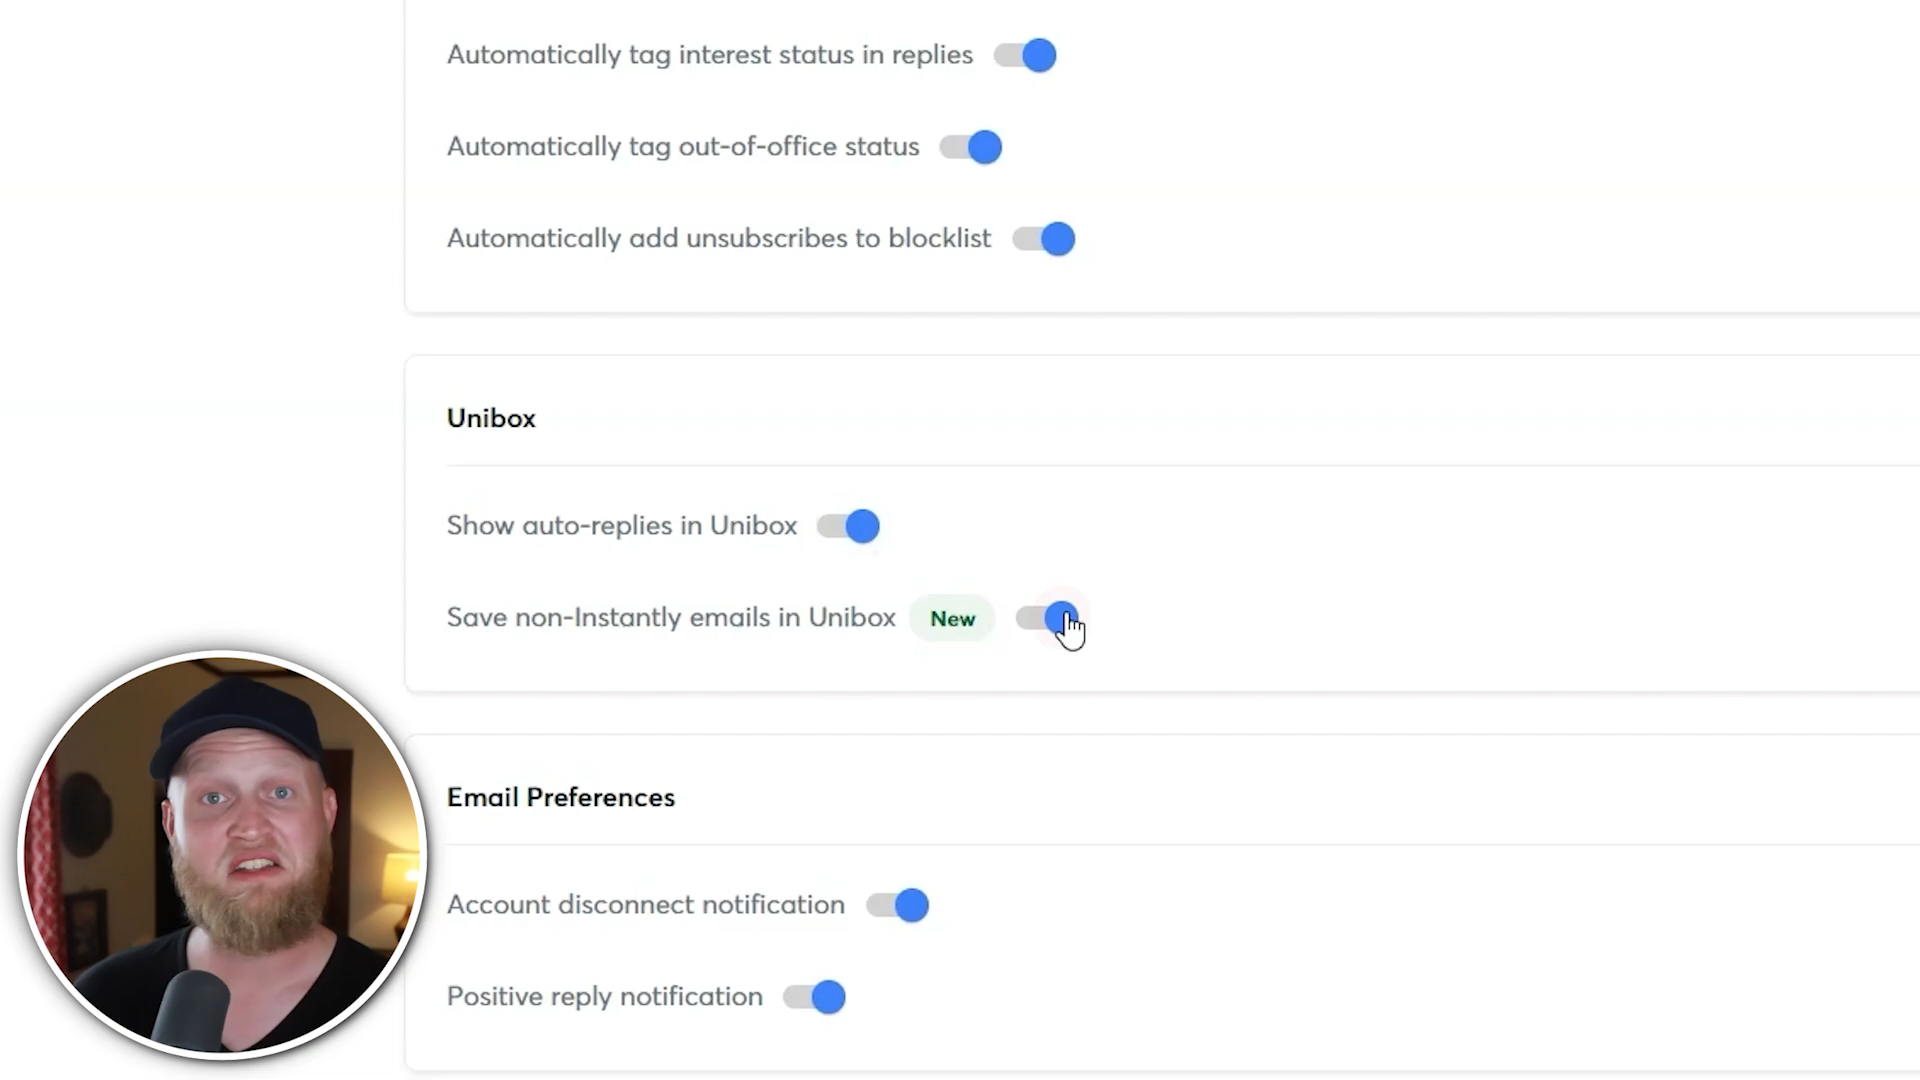 Automatically tag interest status in replies
Automatically tag out-of-office status
Automatically add unsubscribes to blocklist
Unibox
Show auto-replies in Unibox
Save non-Instantly emails in Unibox New
Email Preferences
Account disconnect notification
Positive reply notification